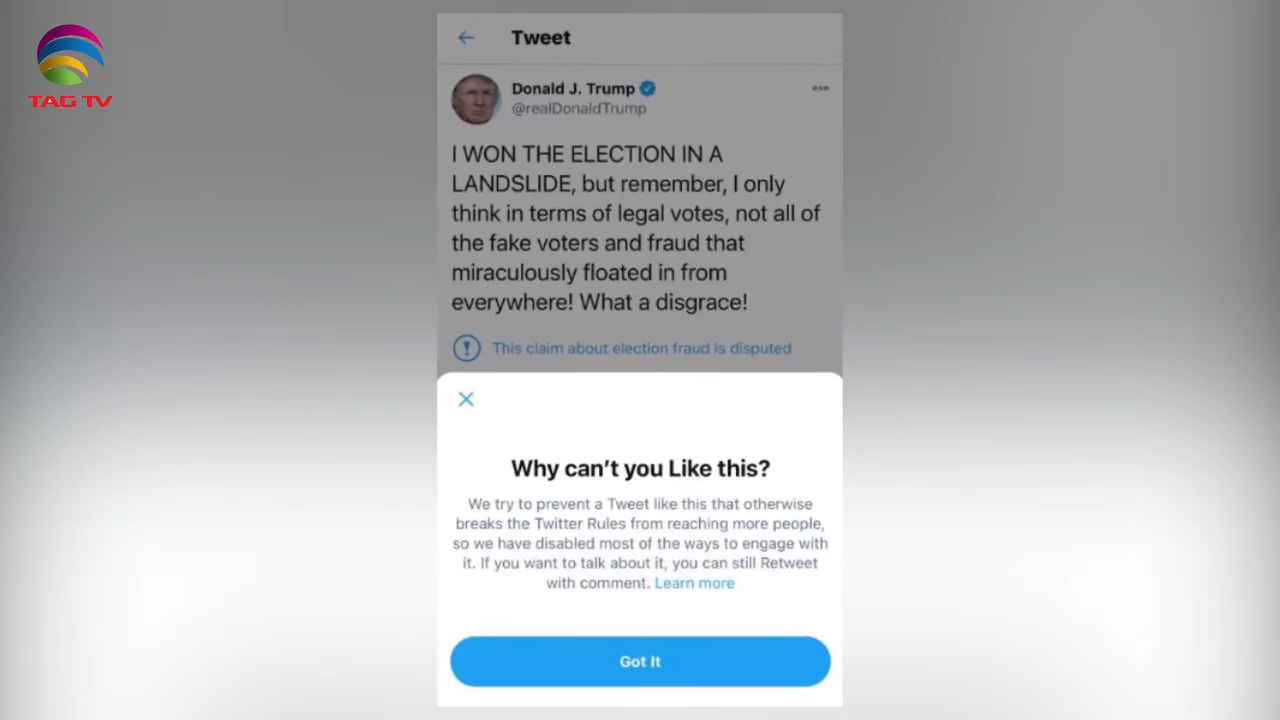 TAG TV
Tweet
Donald J. Trump
@realDonaldTrump
I WON THE ELECTION IN A
LANDSLIDE, but remember, I only
think in terms of legal votes, not all of
the fake voters and fraud that
miraculously floated in from
everywhere! What a disgrace!
This claim about election fraud is disputed
Why can't you Like this?
We try to prevent a Tweet like this that otherwise
breaks the Twitter Rules from reaching more people,
so we have disabled most of the ways to engage with
it. If you want to talk about it, you can still Retweet
with comment. Learn more
Got It